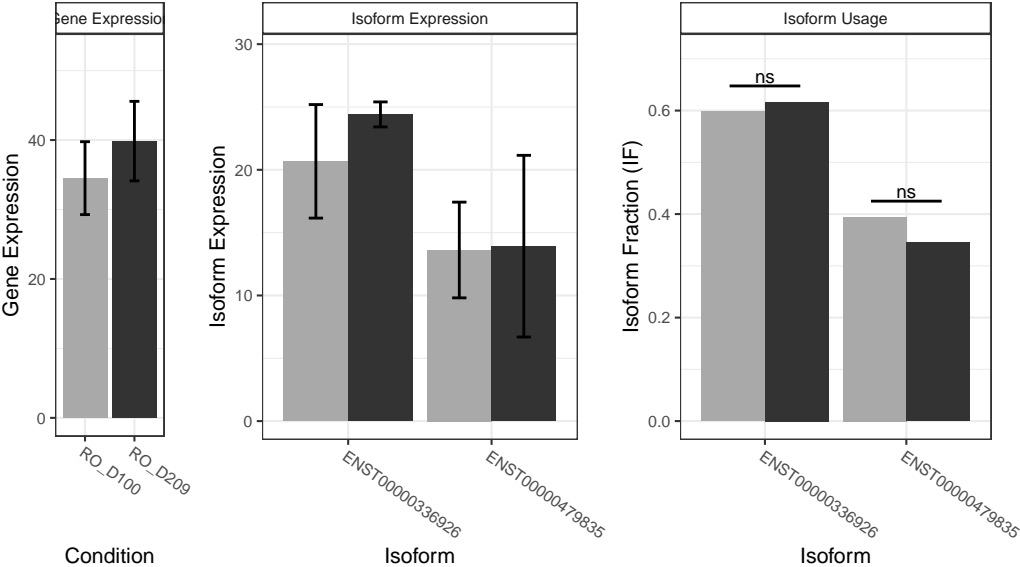 Gene Expression
Isoform Expression
Isoform Usage
Gene Expression
0
20
40
RO_D100
RO_D209
Condition
Isoform Expression
0
10
20
30
ENST00000336926
ENST00000479835
Isoform
Isoform Fraction (IF)
0.0
0.2
0.4
0.6
ns
ns
ENST00000336926
ENST00000479835
Isoform